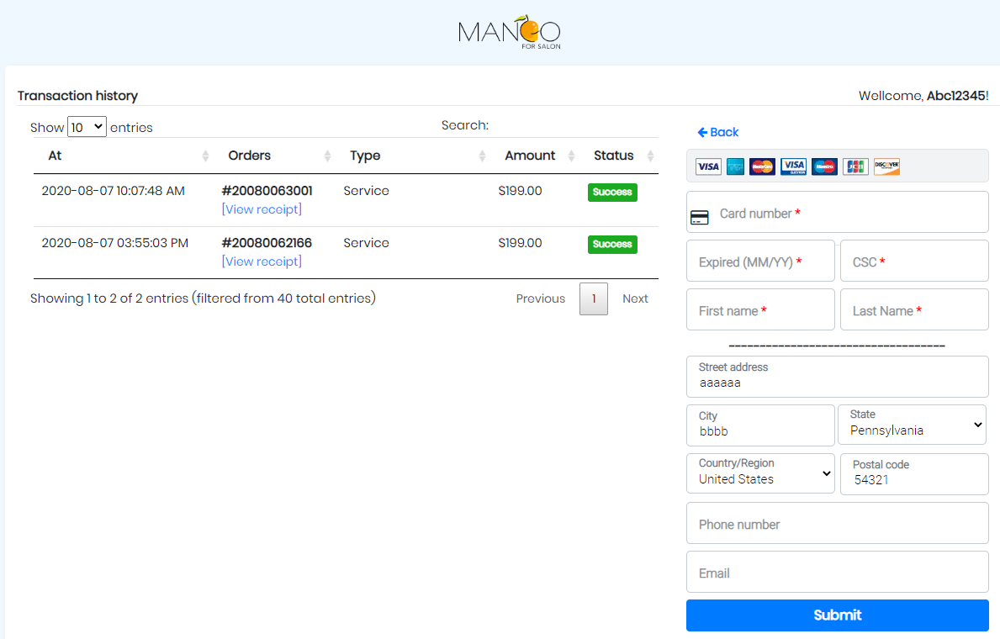 MANGO
FOR SALON
Transaction history
Wellcome, Abc12345!
Show 10 entries
Search:
At Orders Type Amount Status
2020-08-07 10:07:48 AM #20080063001 Service $199.00 Success
[View receipt]
2020-08-07 03:55:03 PM #20080062166 Service $199.00 Success
[View receipt]
Showing 1 to 2 of 2 entries (filtered from 40 total entries)
Previous 1 Next
Back
VISA MasterCard VISA ELECTRON Maestro JCB DISCOVER
Card number *
Expired (MM/YY) * CSC *
First name * Last Name *
-----------------------------------
Street address
aaaaaa
City State
bbbb Pennsylvania
Country/Region Postal code
United States 54321
Phone number
Email
Submit